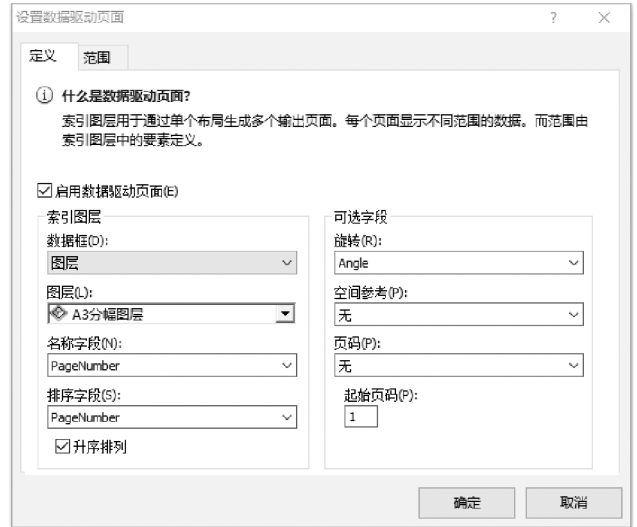 设置数据驱动页面
定义
范围
什么是数据驱动页面?
索引图层用于通过单个布局生成多个输出页面。每个页面显示不同范围的数据。而范围由
索引图层中的要素定义。
启用数据驱动页面(E)
索引图层
数据框(D):
图层
图层(L):
A3分幅图层
名称字段(N):
PageNumber
排序字段(S):
PageNumber
升序排列
可选字段
旋转(R):
Angle
空间参考(P):
无
页码(P):
无
起始页码(P):
1
确定
取消